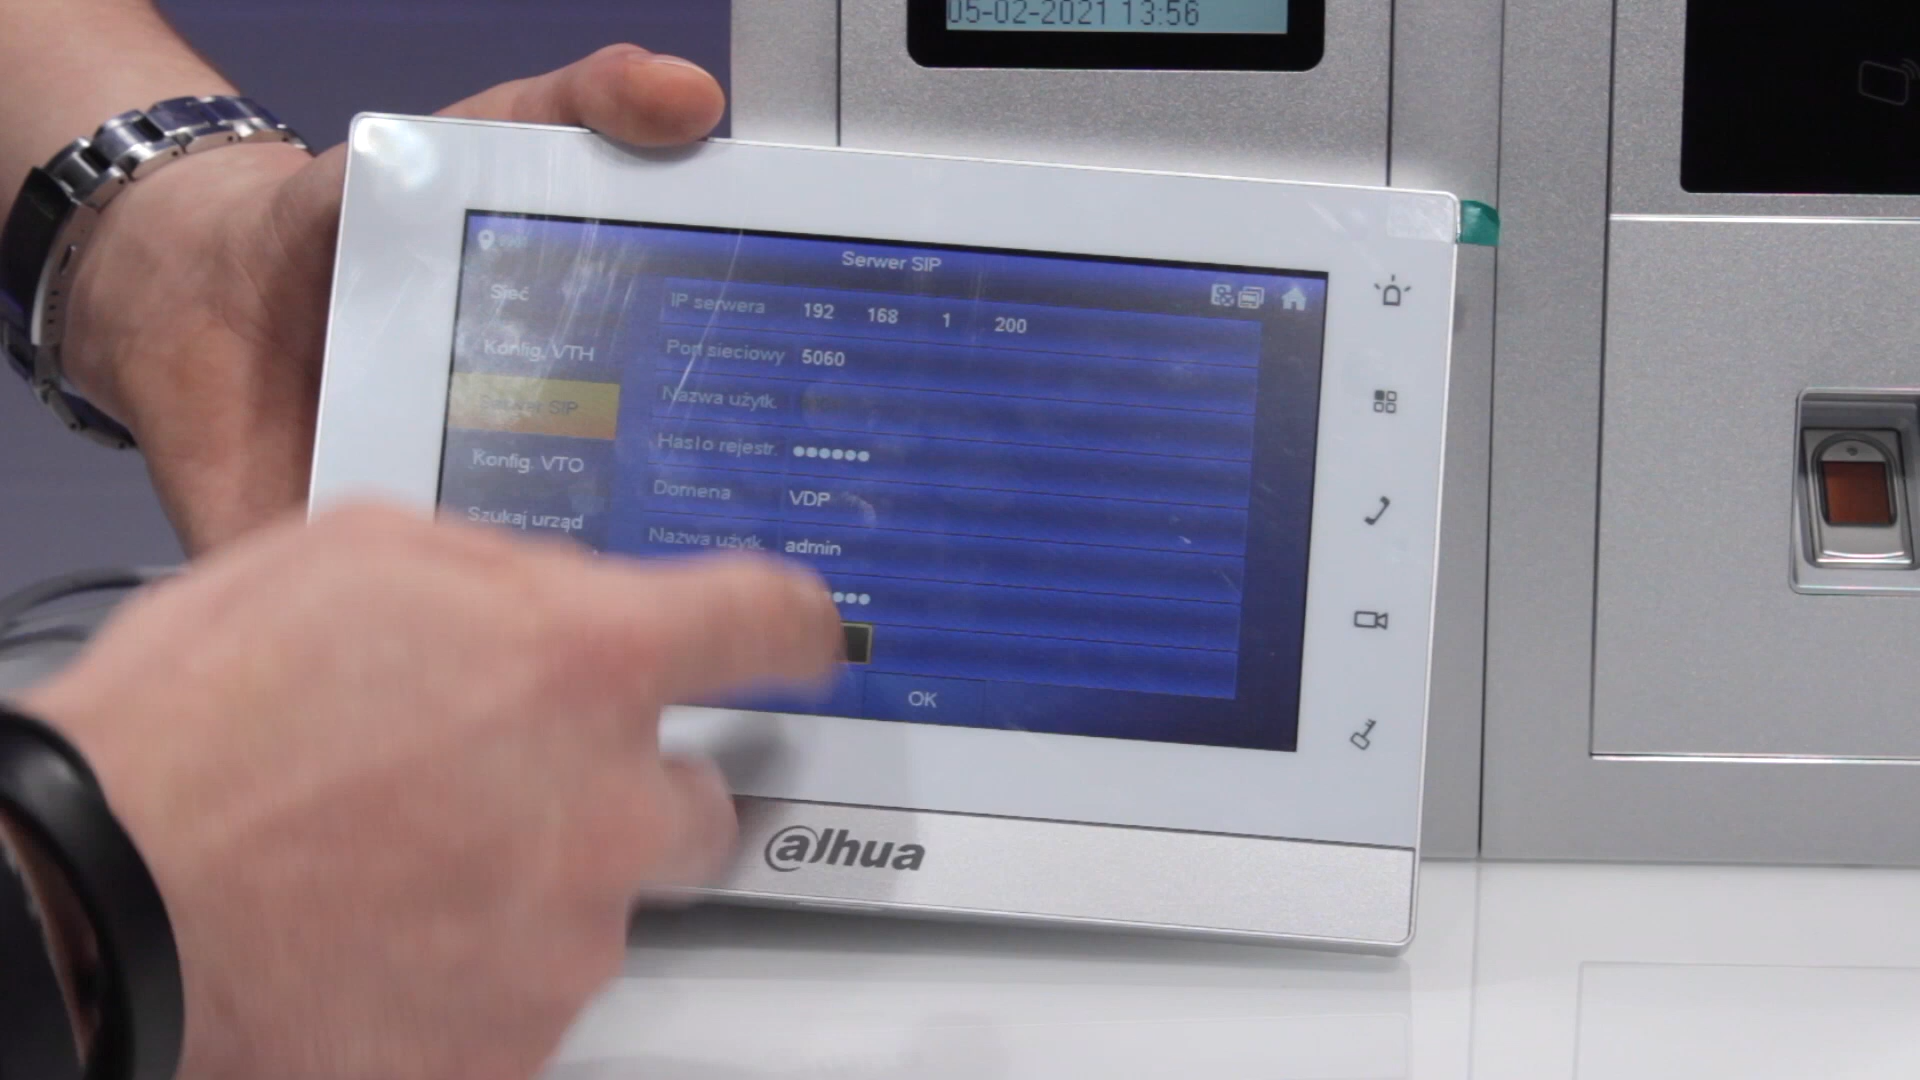 05-02-2021 13:56
Serwer SIP
Sieć
Konfig. VTH
Serwer SIP
Konfig. VTO
Szukaj urząd
IP serwera 192 168 1 200
Port sieciowy 5060
Nazwa użytk.
Hasło rejestr. ●●●●●●
Domena VDP
Nazwa użytk. admin
OK
alhua